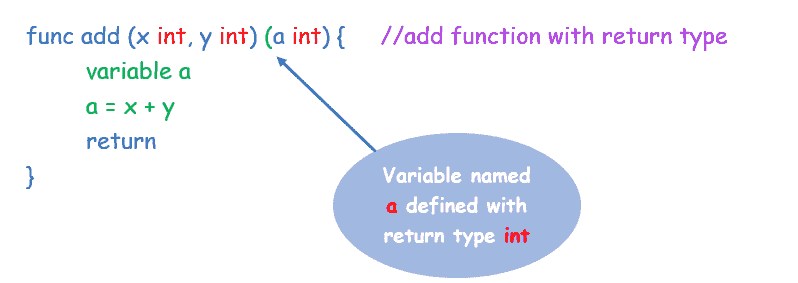 func add (x int, y int) (a int) {    //add function with return type
variable a
a = x + y
return
}
Variable named
a defined with
return type int